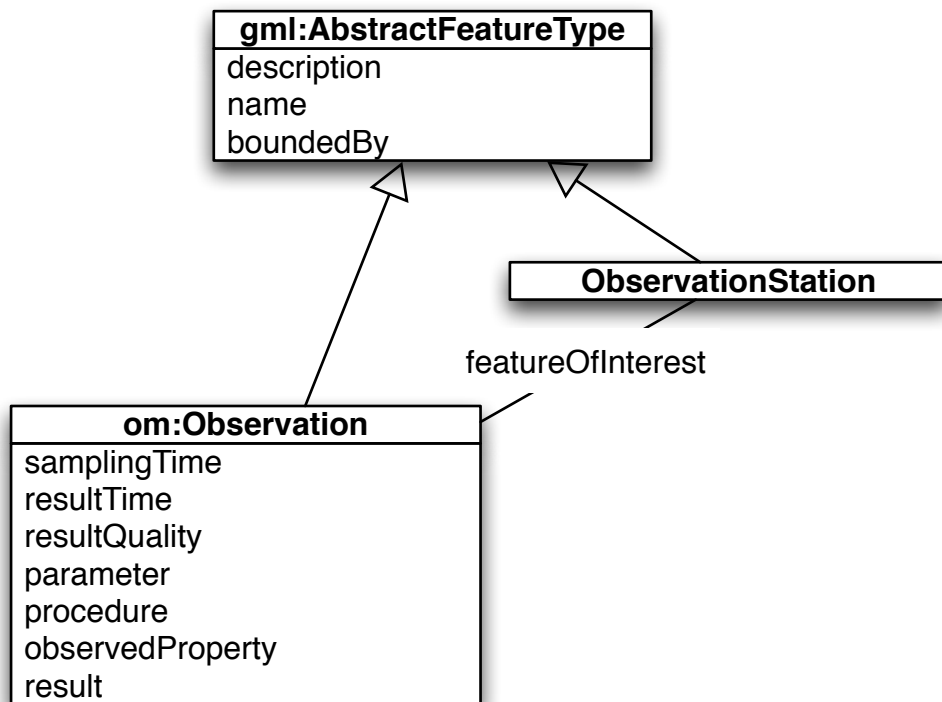 gml:AbstractFeatureType
description
name
boundedBy
ObservationStation
featureOfInterest
om:Observation
samplingTime
resultTime
resultQuality
parameter
procedure
observedProperty
result